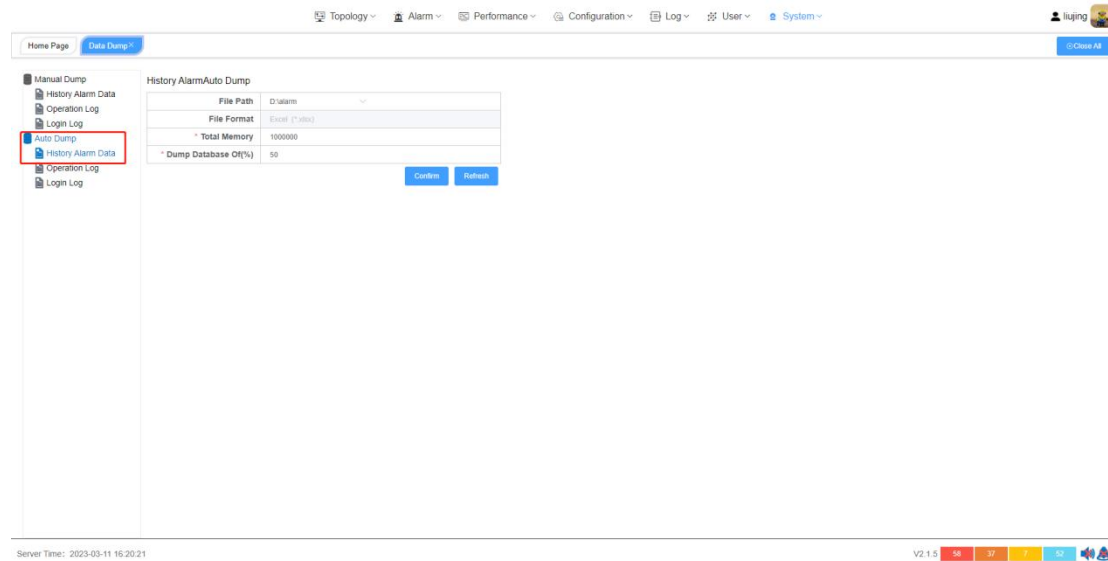 Topology Alarm Performance Configuration Log User System liujing
Home Page Data Dump × Close All
Manual Dump
History Alarm Data
Operation Log
Login Log
Auto Dump
History Alarm Data
Operation Log
Login Log
History AlarmAuto Dump
File Path D:\alarm
File Format Excel (*.xlsx)
* Total Memory 1000000
* Dump Database Of(%) 50
Confirm Refresh
Server Time: 2023-03-11 16:20:21 V2.1.5 56 37 7 52